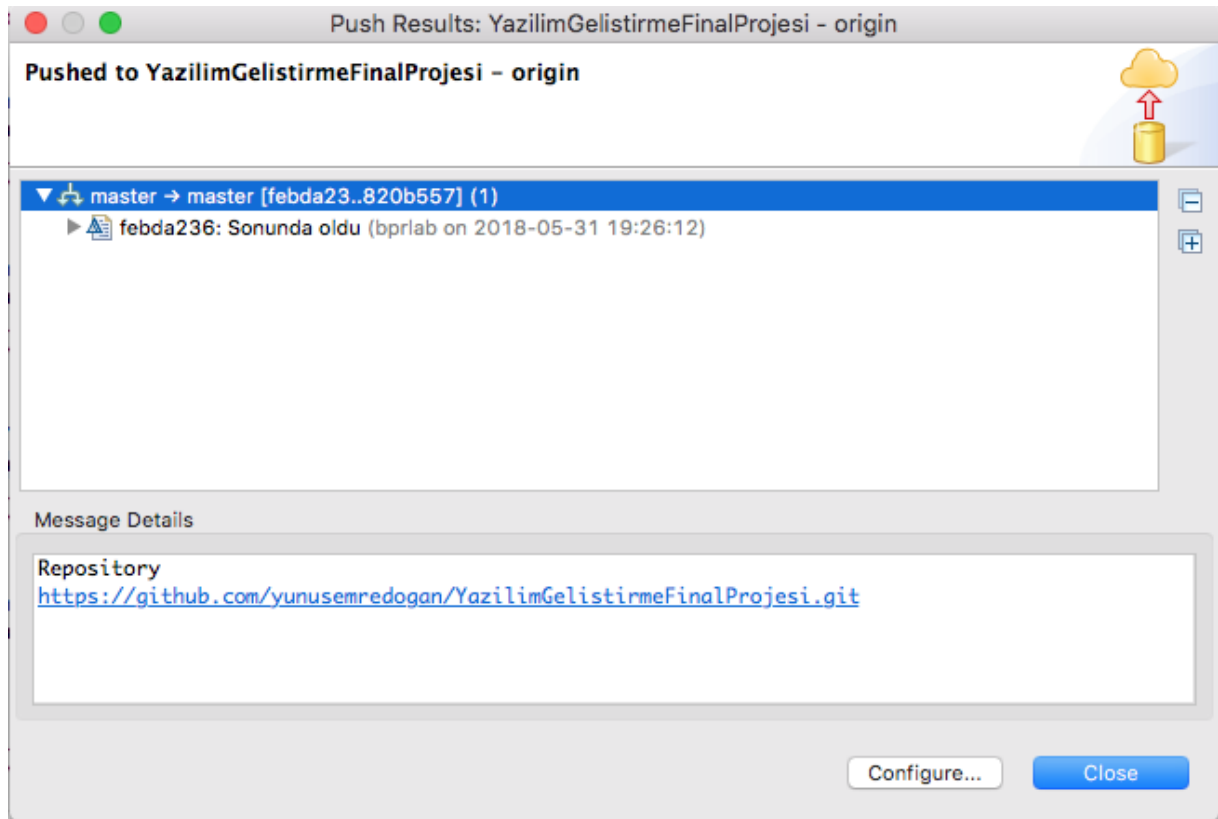 Push Results: YazilimGelistirmeFinalProjesi - origin
Pushed to YazilimGelistirmeFinalProjesi – origin
master → master [febda23..820b557] (1)
febda236: Sonunda oldu (bprlab on 2018-05-31 19:26:12)
Message Details
Repository
https://github.com/yunusemredogan/YazilimGelistirmeFinalProjesi.git
Configure... Close